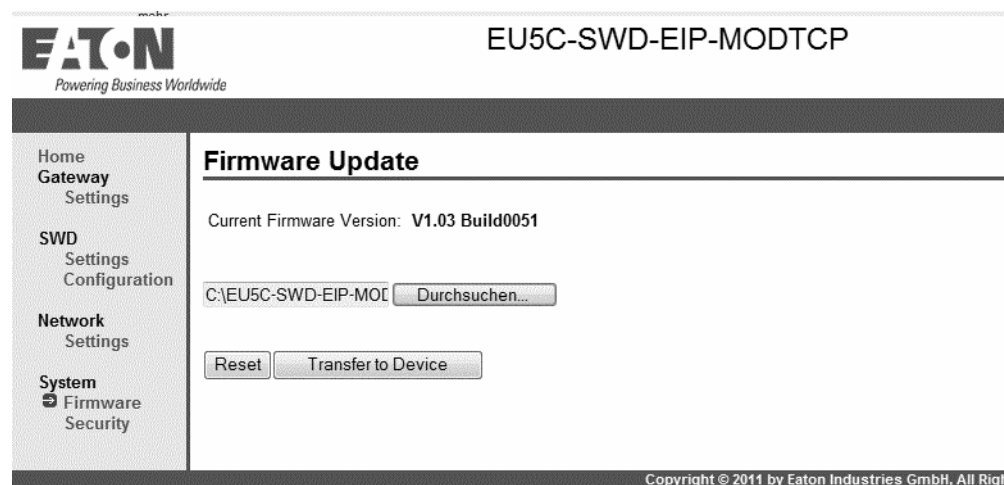 mehr
EATON
Powering Business Worldwide
EU5C-SWD-EIP-MODTCP
Home
Gateway
Settings
SWD
Settings
Configuration
Network
Settings
System
Firmware
Security
Firmware Update
Current Firmware Version: V1.03 Build0051
C:\EU5C-SWD-EIP-MOD Durchsuchen...
Reset Transfer to Device
Copyright © 2011 by Eaton Industries GmbH. All Rig